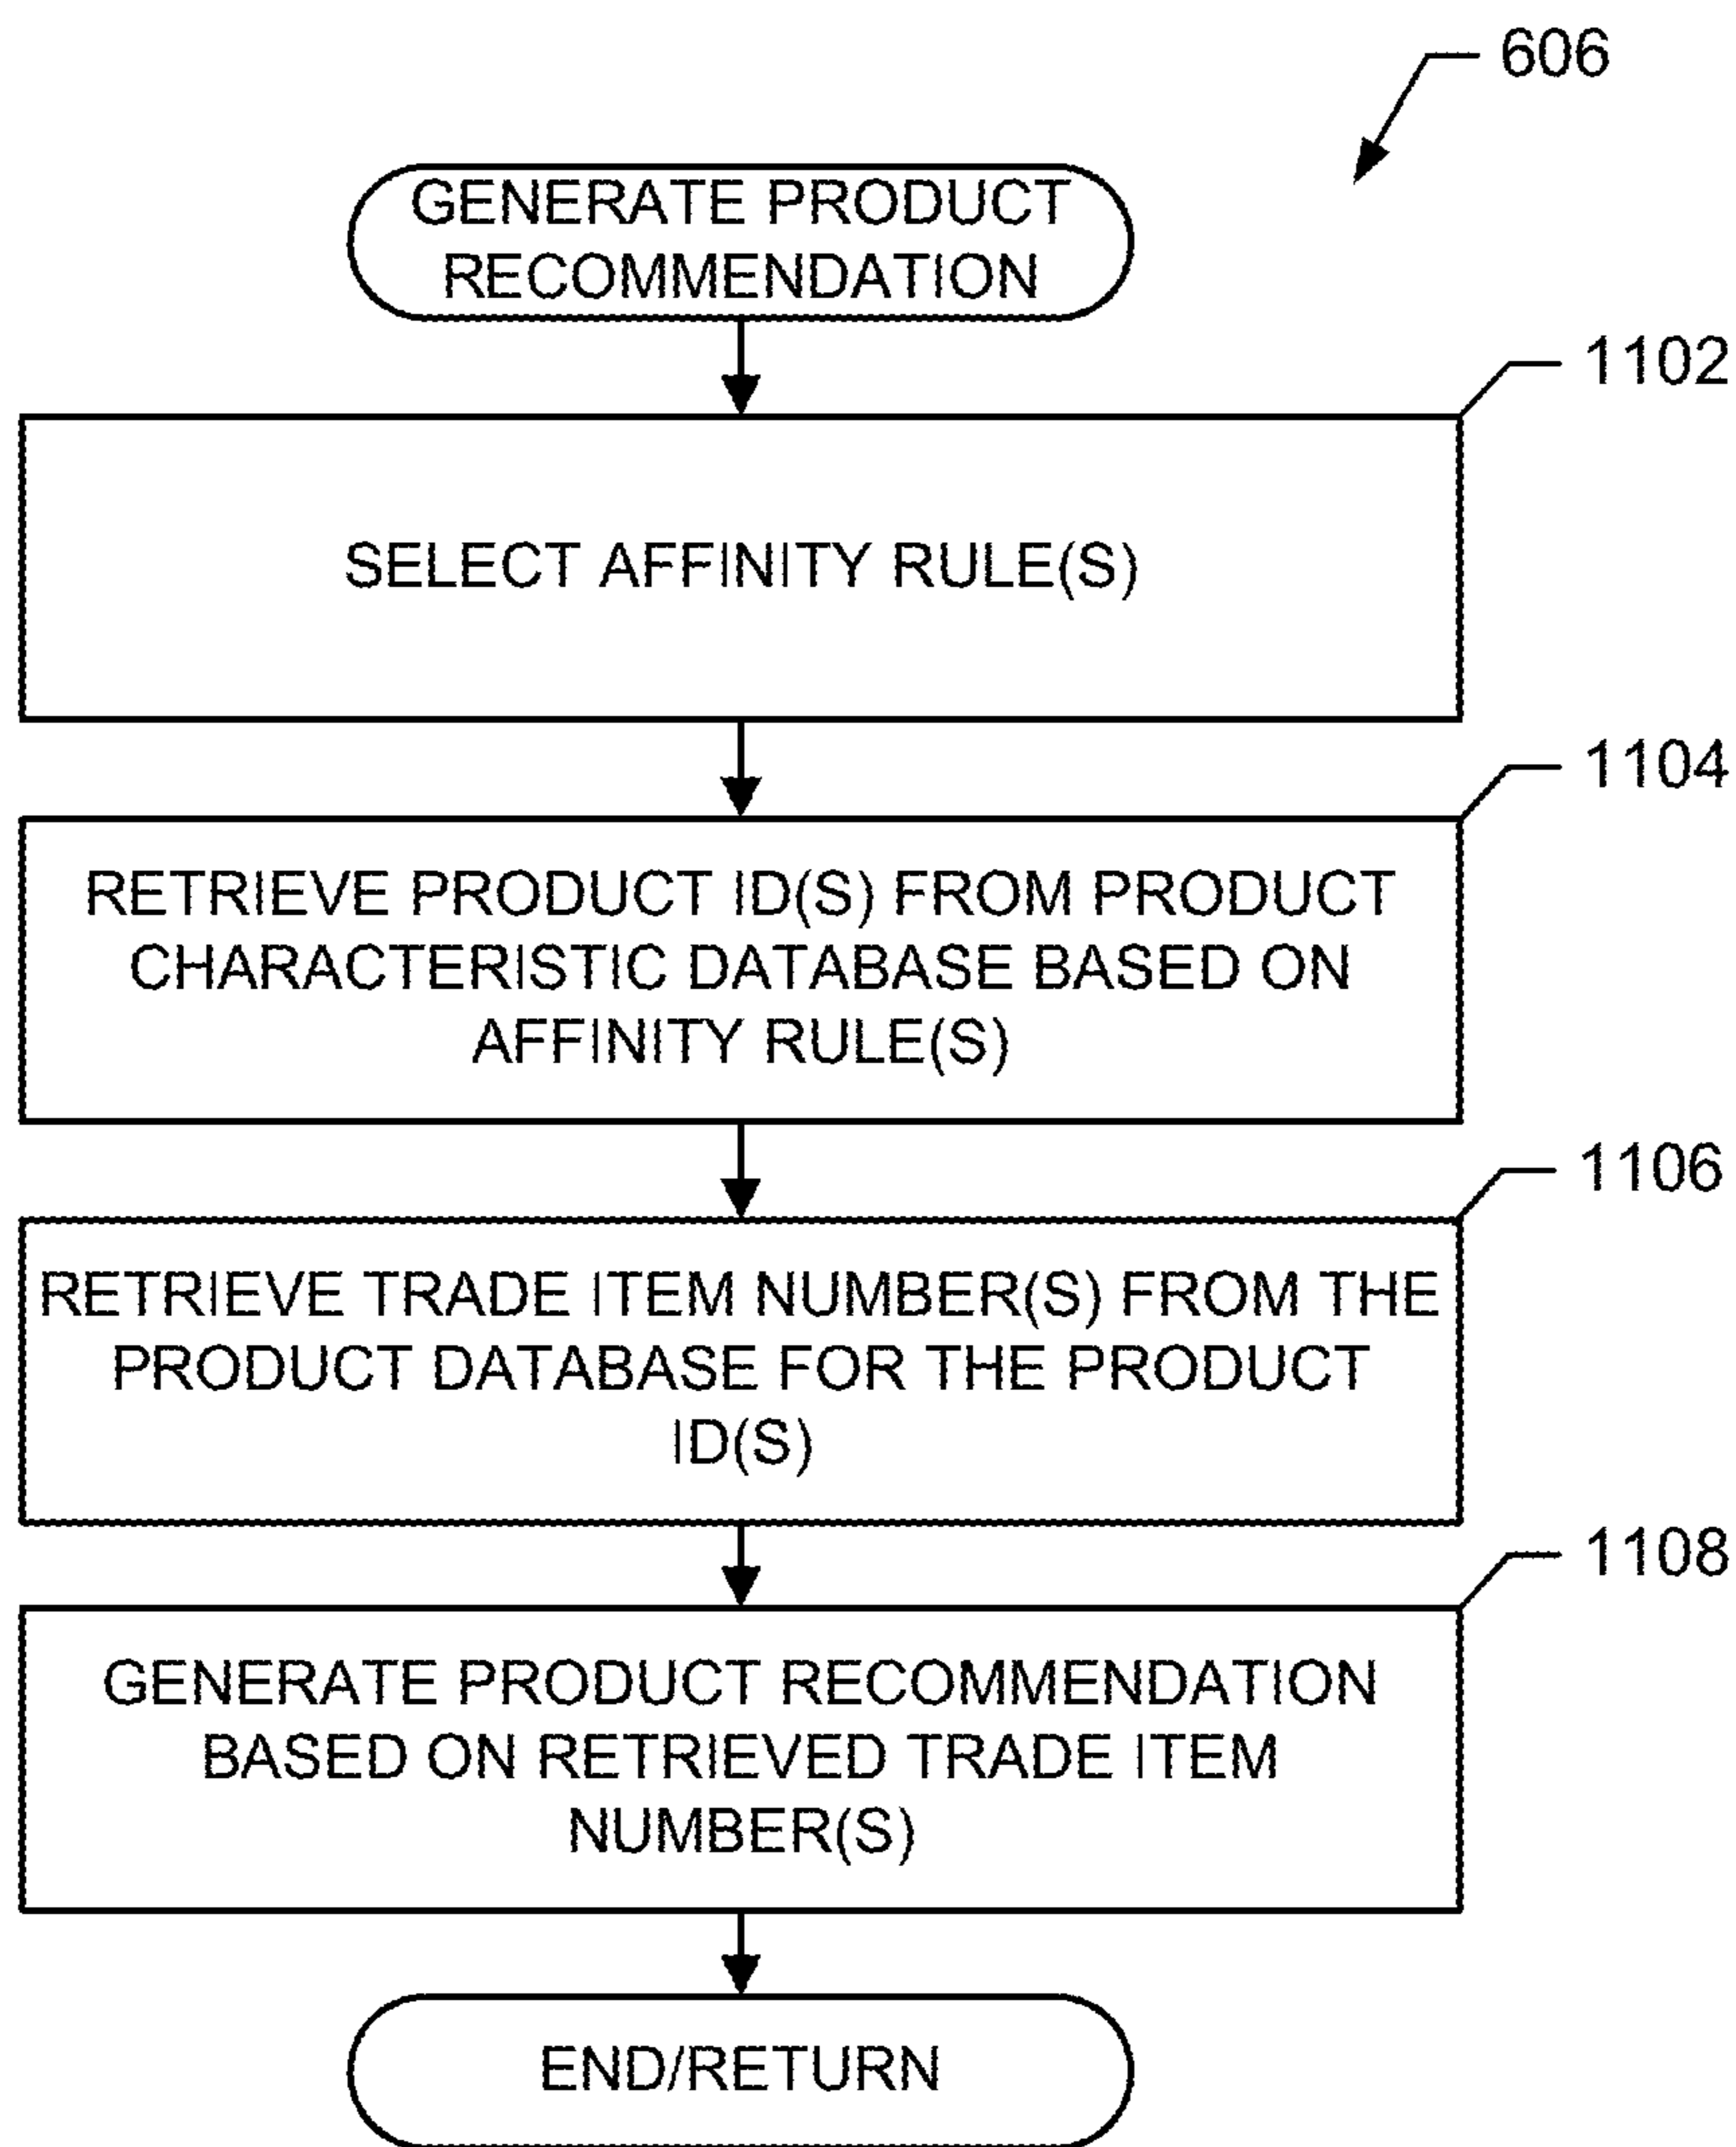 606
GENERATE PRODUCT
RECOMMENDATION
1102
SELECT AFFINITY RULE(S)
1104
RETRIEVE PRODUCT ID(S) FROM PRODUCT
CHARACTERISTIC DATABASE BASED ON
AFFINITY RULE(S)
1106
RETRIEVE TRADE ITEM NUMBER(S) FROM THE
PRODUCT DATABASE FOR THE PRODUCT
ID(S)
1108
GENERATE PRODUCT RECOMMENDATION
BASED ON RETRIEVED TRADE ITEM
NUMBER(S)
END/RETURN